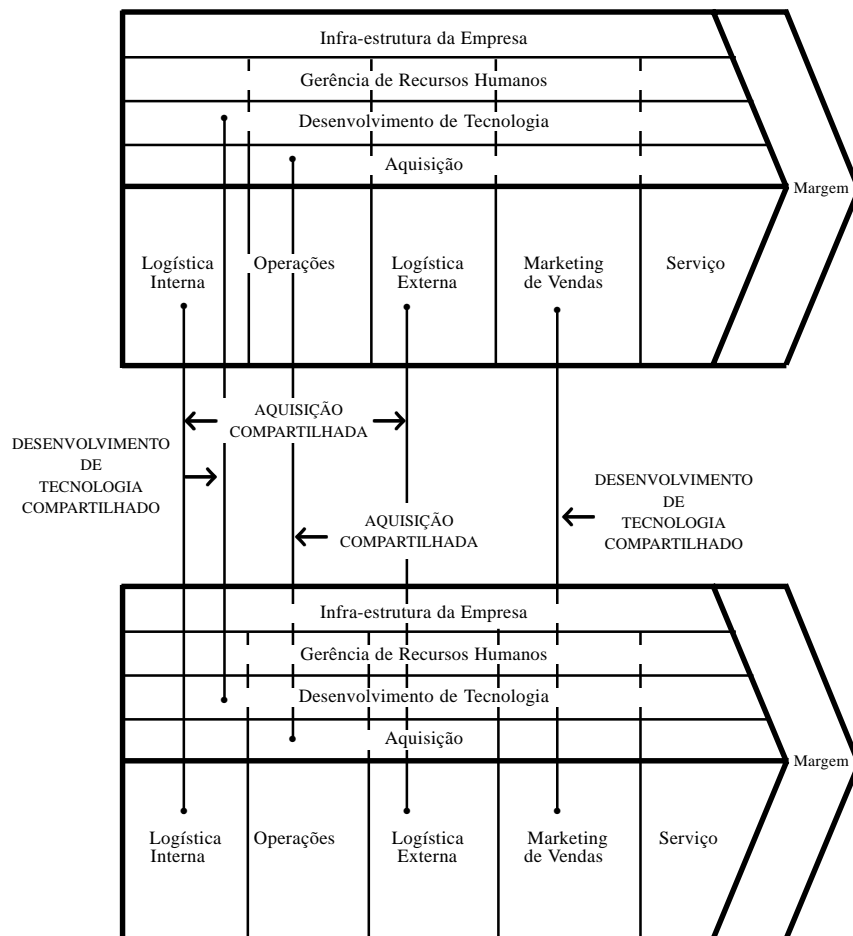 Infra-estrutura da Empresa
Gerência de Recursos Humanos
Desenvolvimento de Tecnologia
Aquisição
Margem
Logística
Interna
Operações
Logística
Externa
Marketing
de Vendas
Serviço
AQUISIÇÃO
COMPARTILHADA
DESENVOLVIMENTO
DE
TECNOLOGIA
COMPARTILHADO
AQUISIÇÃO
COMPARTILHADA
DESENVOLVIMENTO
DE
TECNOLOGIA
COMPARTILHADO
Infra-estrutura da Empresa
Gerência de Recursos Humanos
Desenvolvimento de Tecnologia
Aquisição
Margem
Logística
Interna
Operações
Logística
Externa
Marketing
de Vendas
Serviço